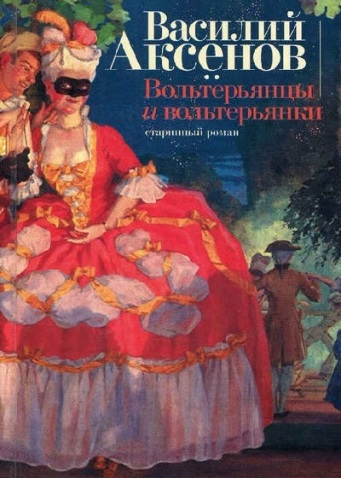 Василий
Аксенов
Вольтерьянцы
и вольтерьянки
старинный роман